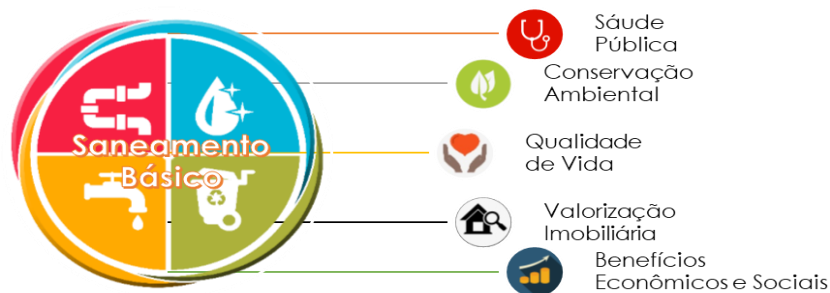 Saneamento
Básico
Sáude
Pública
Conservação
Ambiental
Qualidade
de Vida
Valorização
Imobiliária
Benefícios
Econômicos e Sociais